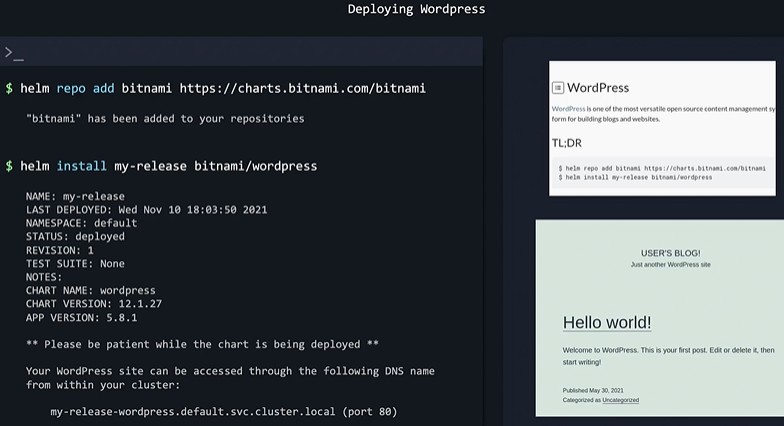 Deploying Wordpress
>_
$ helm repo add bitnami https://charts.bitnami.com/bitnami
"bitnami" has been added to your repositories
$ helm install my-release bitnami/wordpress
NAME: my-release
LAST DEPLOYED: Wed Nov 10 18:03:50 2021
NAMESPACE: default
STATUS: deployed
REVISION: 1
TEST SUITE: None
NOTES:
CHART NAME: wordpress
CHART VERSION: 12.1.27
APP VERSION: 5.8.1
** Please be patient while the chart is being deployed **
Your WordPress site can be accessed through the following DNS name
from within your cluster:
my-release-wordpress.default.svc.cluster.local (port 80)
WordPress
WordPress is one of the most versatile open source content management sy
form for building blogs and websites.
TL;DR
$ helm repo add bitnami https://charts.bitnami.com/bitnami
$ helm install my-release bitnami/wordpress
USER'S BLOG!
Just another WordPress site
Hello world!
Welcome to WordPress. This is your first post. Edit or delete it, then
start writing!
Published May 30, 2021
Categorized as Uncategorized